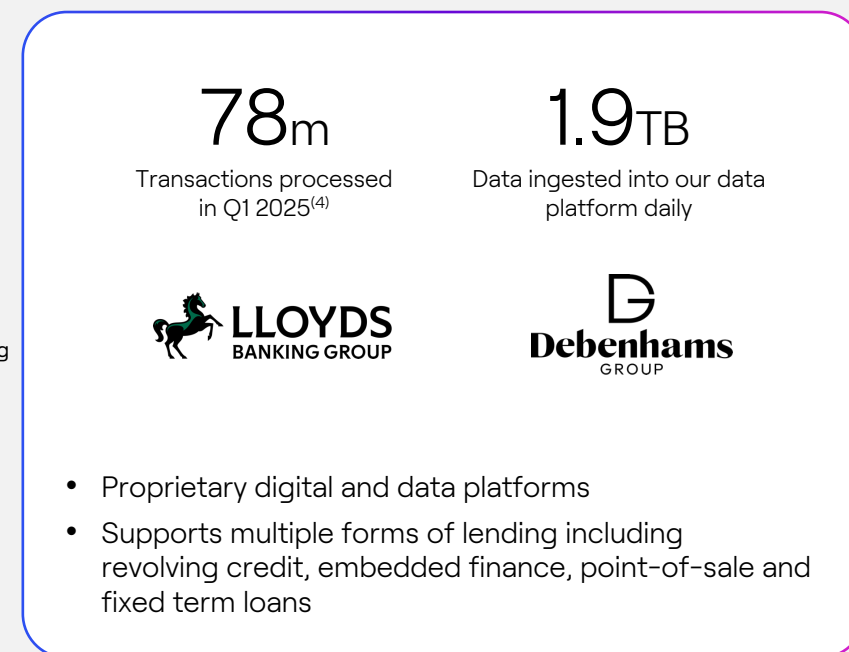 78m
1.9TB
Transactions processed
in Q1 2025(4)
Data ingested into our data
platform daily
LLOYDS
BANKING GROUP
Debenhams
GROUP
g
• Proprietary digital and data platforms
• Supports multiple forms of lending including
revolving credit, embedded finance, point-of-sale and
fixed term loans